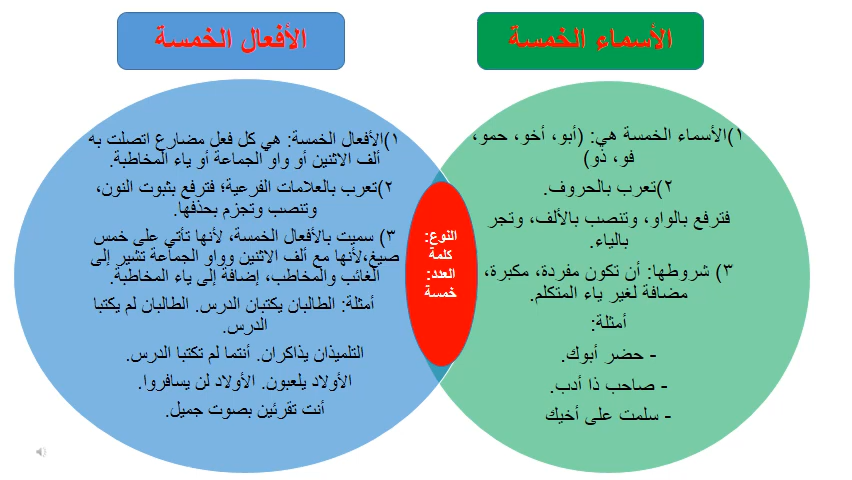 الأسماء الخمسة
١)الأسماء الخمسة هي: (أبو، أخو، حمو،
فو، ذو)
٢)تعرب بالحروف.
فترفع بالواو، وتنصب بالألف، وتجر
بالياء.
٣) شروطها: أن تكون مفردة، مكبرة،
مضافة لغير ياء المتكلم.
أمثلة:
- حضر أبوك.
- صاحب ذا أدب.
- سلمت على أخيك
النوع:
كلمة
العدد:
خمسة
الأفعال الخمسة
١)الأفعال الخمسة: هي كل فعل مضارع اتصلت به
ألف الاثنين أو واو الجماعة أو ياء المخاطبة.
٢)تعرب بالعلامات الفرعية؛ فترفع بثبوت النون،
وتنصب وتجزم بحذفها.
٣) سميت بالأفعال الخمسة، لأنها تأتي على خمس
صيغ،لأنها مع ألف الاثنين وواو الجماعة تشير إلى
الغائب والمخاطب، إضافة إلى ياء المخاطبة.
أمثلة: الطالبان يكتبان الدرس. الطالبان لم يكتبا
الدرس.
التلميذان يذاكران. أنتما لم تكتبا الدرس.
الأولاد يلعبون. الأولاد لن يسافروا.
أنت تقرئين بصوت جميل.